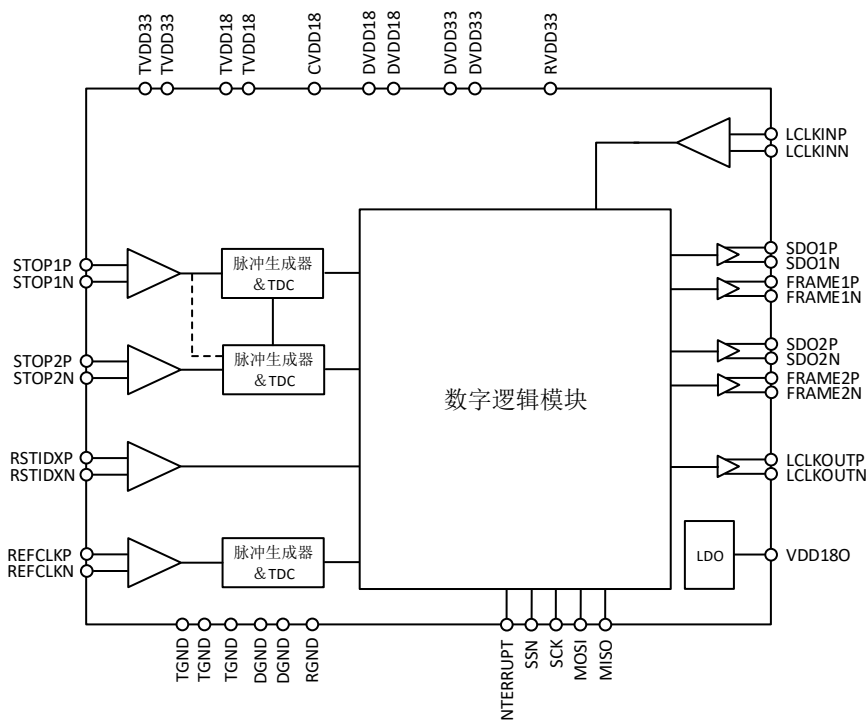 TVDD33
TVDD33
TVDD18
TVDD18
CVDD18
DVDD18
DVDD18
DVDD33
DVDD33
RVDD33
LCLKINP
LCLKINN
STOP1P
STOP1N
脉冲生成器
&TDC
SDO1P
SDO1N
FRAME1P
FRAME1N
STOP2P
STOP2N
脉冲生成器
&TDC
SDO2P
SDO2N
FRAME2P
FRAME2N
数字逻辑模块
RSTIDXP
RSTIDXN
LCLKOUTP
LCLKOUTN
REFCLKP
REFCLKN
脉冲生成器
&TDC
LDO
VDD18O
TGND
TGND
TGND
DGND
DGND
RGND
NTERRUPT
SSN
SCK
MOSI
MISO